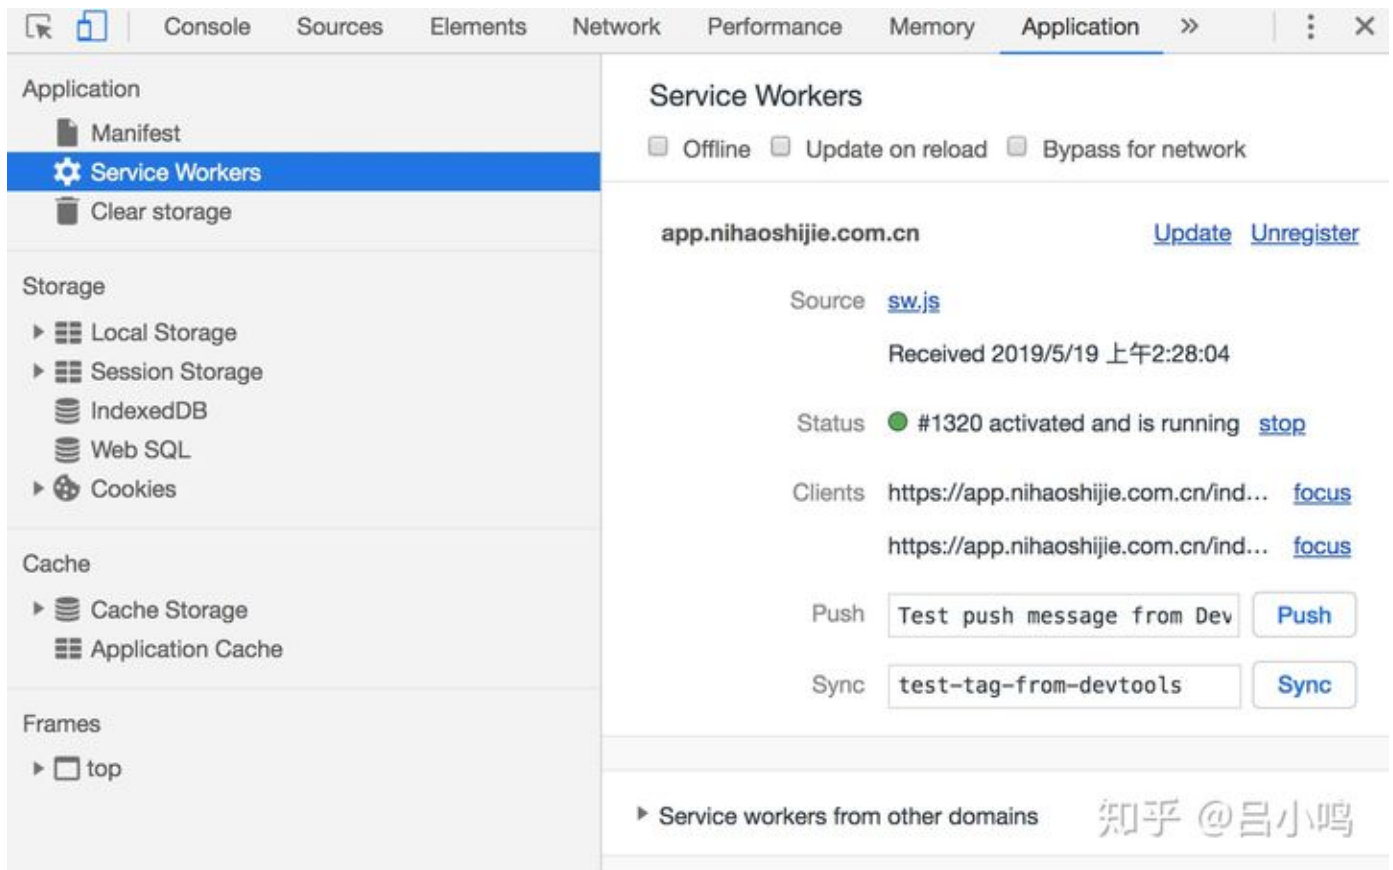 Console Sources Elements Network Performance Memory Application »
Application
Manifest
Service Workers
Clear storage
Storage
Local Storage
Session Storage
IndexedDB
Web SQL
Cookies
Cache
Cache Storage
Application Cache
Frames
top
Service Workers
Offline Update on reload Bypass for network
app.nihaoshijie.com.cn Update Unregister
Source sw.js
Received 2019/5/19 上午2:28:04
Status #1320 activated and is running stop
Clients https://app.nihaoshijie.com.cn/ind... focus
https://app.nihaoshijie.com.cn/ind... focus
Push Test push message from Dev Push
Sync test-tag-from-devtools Sync
Service workers from other domains
知乎 @吕小鸣